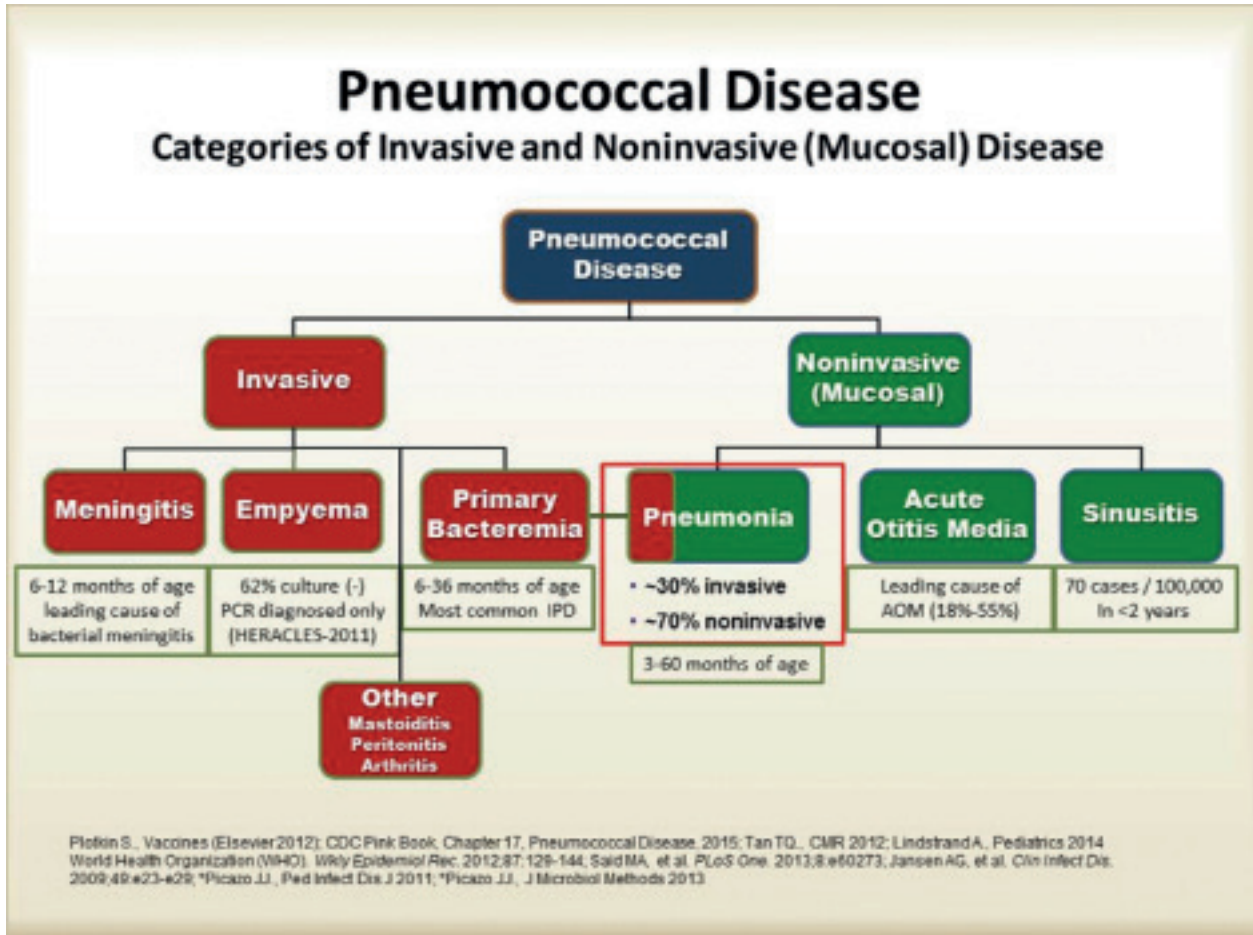 Pneumococcal Disease
Categories of Invasive and Noninvasive (Mucosal) Disease
Pneumococcal
Disease
Invasive
Noninvasive
(Mucosal)
Meningitis
Empyema
Primary
Bacteremia
Pneumonia
Acute
Otitis Media
Sinusitis
6-12 months of age
leading cause of
bacterial meningitis
62% culture (-)
PCR diagnosed only
(HERACLES-2011)
6-36 months of age
Most common IPD
• ~30% invasive
• ~70% noninvasive
3-60 months of age
Leading cause of
AOM (18%-55%)
70 cases / 100,000
In <2 years
Other
Mastoiditis
Peritonitis
Arthritis
Plotkin S., Vaccines (Elsevier 2012); CDC Pink Book, Chapter 17, Pneumococcal Disease. 2015; Tan TQ., CMR 2012; Lindstrand A, Pediatrics 2014
World Health Organization (WHO). Wkly Epidemiol Rec. 2012;87:129-144; Said MA, et al. PLoS One. 2013;8:e60273; Jansen AG, et al. Clin Infect Dis.
2009;49:e23-e29; *Picazo JJ., Ped Infect Dis J 2011; *Picazo JJ., J Microbiol Methods 2013